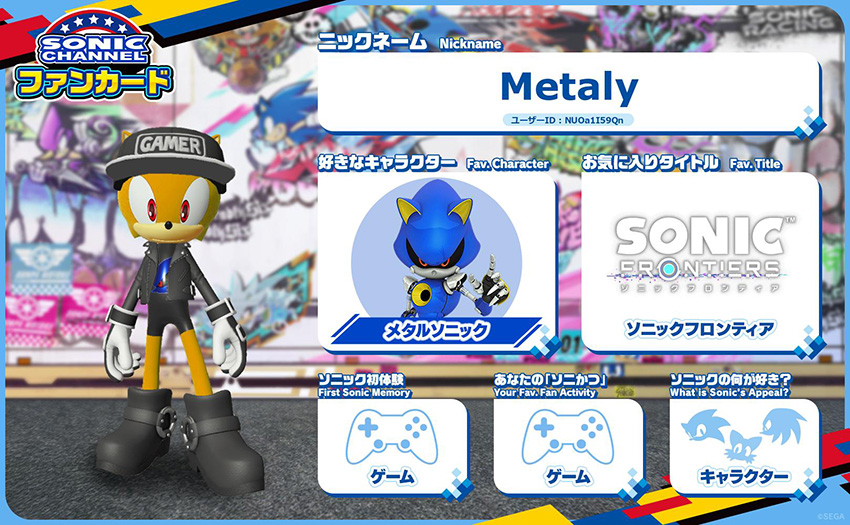 SONIC
CHANNEL
ファンカード
SONIC
RACING
ニックネーム Nickname
Metaly
ユーザーID：NUOa1I59Qn
GAMER
好きなキャラクター Fav. Character
お気に入りタイトル Fav. Title
メタルソニック
SONIC™
FRONTIERS
ソニックフロンティア
ソニックフロンティア
ソニック初体験
First Sonic Memory
あなたの「ソニかつ」
Your Fav. Fan Activity
ソニックの何が好き？
What is Sonic's Appeal?
ゲーム
ゲーム
キャラクター
©SEGA